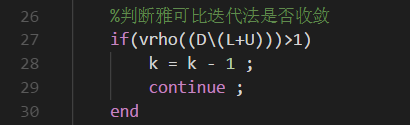 26 %判断雅可比迭代法是否收敛
27 if(vrho((D\(L+U)))>1)
28 k = k - 1 ;
29 continue ;
30 end